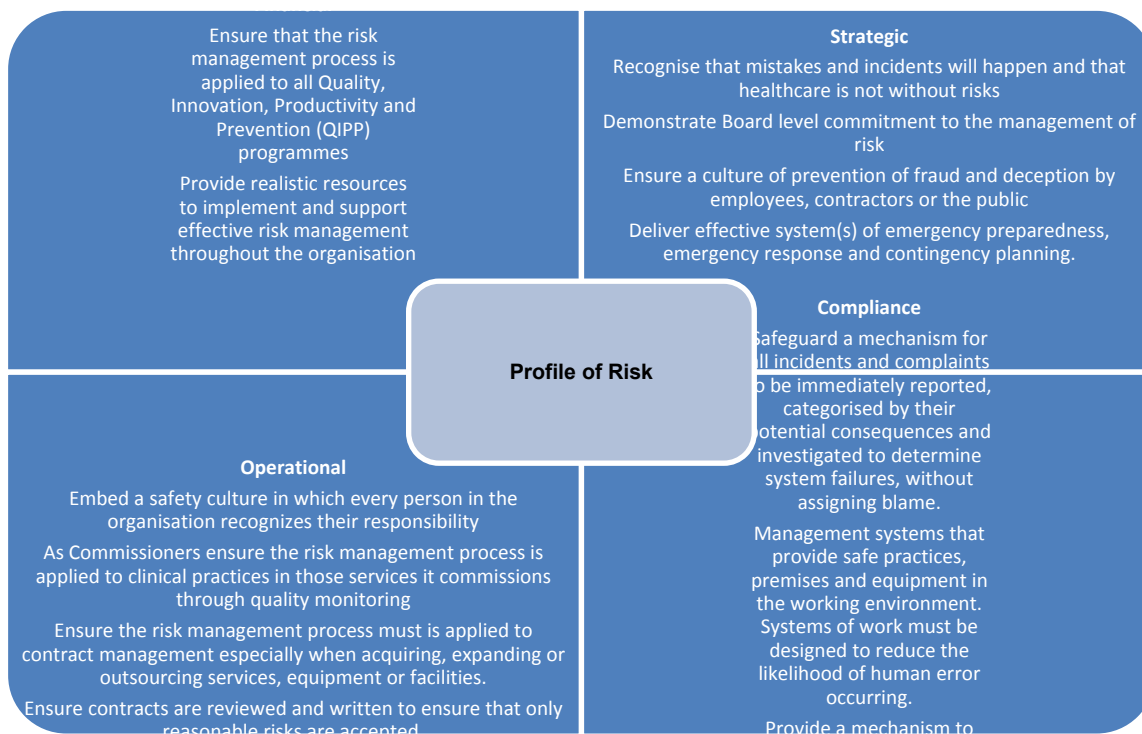 Ensure that the risk
management process is
applied to all Quality,
Innovation, Productivity and
Prevention (QIPP)
programmes
Provide realistic resources
to implement and support
effective risk management
throughout the organisation
Strategic
Recognise that mistakes and incidents will happen and that
healthcare is not without risks
Demonstrate Board level commitment to the management of
risk
Ensure a culture of prevention of fraud and deception by
employees, contractors or the public
Deliver effective system(s) of emergency preparedness,
emergency response and contingency planning.
Profile of Risk
Operational
Embed a safety culture in which every person in the
organisation recognizes their responsibility
As Commissioners ensure the risk management process is
applied to clinical practices in those services it commissions
through quality monitoring
Ensure the risk management process must is applied to
contract management especially when acquiring, expanding or
outsourcing services, equipment or facilities.
Ensure contracts are reviewed and written to ensure that only
reasonable risks are accepted
Compliance
Safeguard a mechanism for
all incidents and complaints
to be immediately reported,
categorised by their
potential consequences and
investigated to determine
system failures, without
assigning blame.
Management systems that
provide safe practices,
premises and equipment in
the working environment.
Systems of work must be
designed to reduce the
likelihood of human error
occurring.
Provide a mechanism to